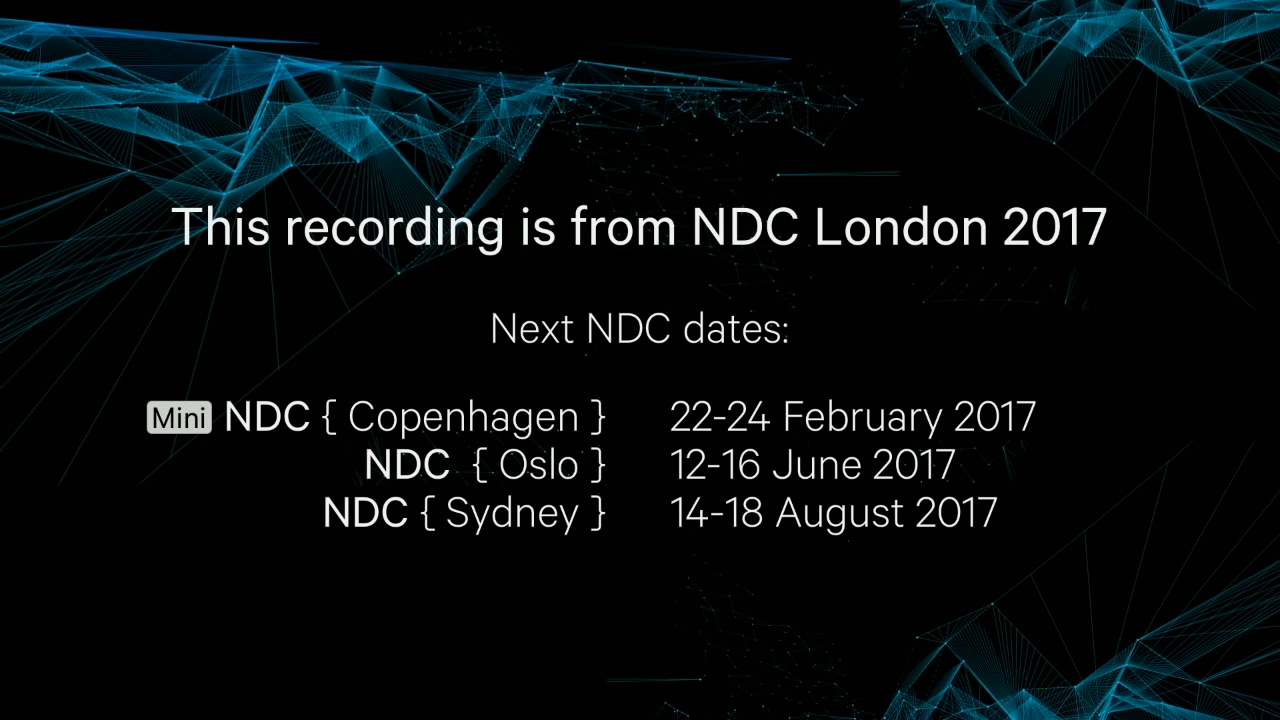 This recording is from NDC London 2017
Next NDC dates:
Mini NDC { Copenhagen } 22-24 February 2017
NDC { Oslo } 12-16 June 2017
NDC { Sydney } 14-18 August 2017